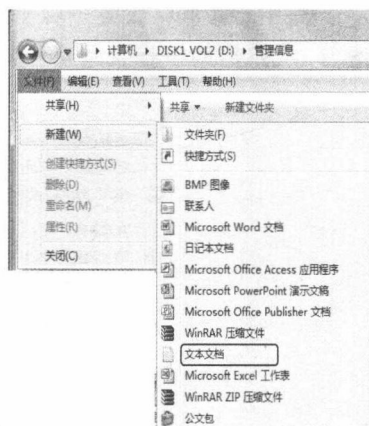 计算机 ▸ DISK1_VOL2 (D:) ▸ 管理信息
文件(F) 编辑(E) 查看(V) 工具(T) 帮助(H)
共享(H) 共享 新建文件夹
新建(W) 文件夹(F)
快捷方式(S)
创建快捷方式(S)
删除(D) BMP 图像
重命名(M) 联系人
属性(R) Microsoft Word 文档
日记本文档
关闭(C) Microsoft Office Access 应用程序
Microsoft PowerPoint 演示文稿
Microsoft Office Publisher 文档
WinRAR 压缩文件
文本文档
Microsoft Excel 工作表
WinRAR ZIP 压缩文件
公文包